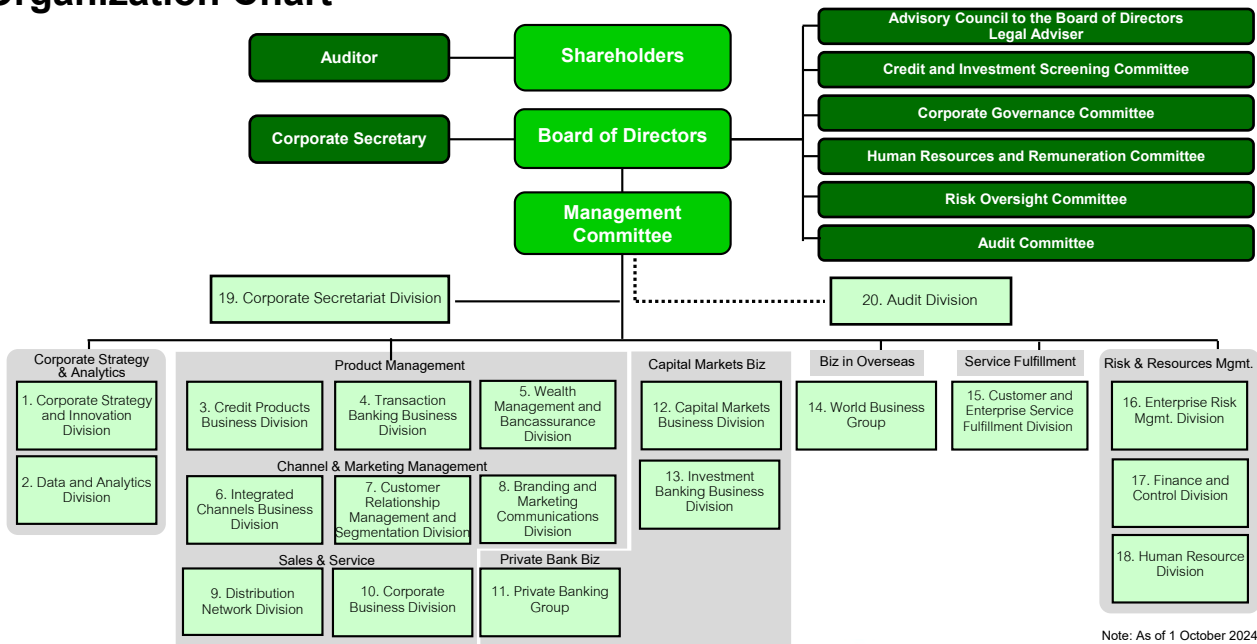 Organization Chart
Auditor
Shareholders
Advisory Council to the Board of Directors
Legal Adviser
Credit and Investment Screening Committee
Corporate Secretary
Board of Directors
Corporate Governance Committee
Human Resources and Remuneration Committee
Management
Committee
Risk Oversight Committee
Audit Committee
19. Corporate Secretariat Division
20. Audit Division
Corporate Strategy
& Analytics
1. Corporate Strategy
and Innovation
Division
2. Data and Analytics
Division
Product Management
3. Credit Products
Business Division
4. Transaction
Banking Business
Division
5. Wealth
Management and
Bancassurance
Division
Channel & Marketing Management
6. Integrated
Channels Business
Division
7. Customer
Relationship
Management and
Segmentation Division
8. Branding and
Marketing
Communications
Division
Sales & Service
9. Distribution
Network Division
10. Corporate
Business Division
Private Bank Biz
11. Private Banking
Group
Capital Markets Biz
12. Capital Markets
Business Division
13. Investment
Banking Business
Division
Biz in Overseas
14. World Business
Group
Service Fulfillment
15. Customer and
Enterprise Service
Fulfillment Division
Risk & Resources Mgmt.
16. Enterprise Risk
Mgmt. Division
17. Finance and
Control Division
18. Human Resource
Division
Note: As of 1 October 2024